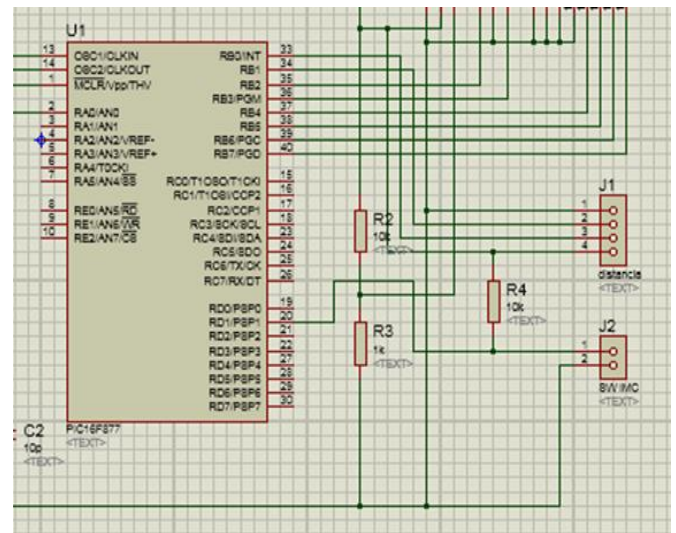 U1
13 OSC1/CLKIN
14 OSC2/CLKOUT
1 MCLR/Vpp/THV
2 RA0/AN0
3 RA1/AN1
4 RA2/AN2/VREF-
5 RA3/AN3/VREF+
6 RA4/T0CKI
7 RA5/AN4/SS
8 RE0/AN5/RD
9 RE1/AN6/WR
10 RE2/AN7/CS
RB0/INT 33
RB1 34
RB2 35
RB3/PGM 36
RB4 37
RB5 38
RB6/PGC 39
RB7/PGD 40
RC0/T1OSO/T1CKI 15
RC1/T1OSI/CCP2 16
RC2/CCP1 17
RC3/SCK/SCL 18
RC4/SDI/SDA 23
RC5/SDO 24
RC6/TX/CK 25
RC7/RX/DT 26
RD0/PSP0 19
RD1/PSP1 20
RD2/PSP2 21
RD3/PSP3 22
RD4/PSP4 27
RD5/PSP5 28
RD6/PSP6 29
RD7/PSP7 30
PIC16F877
<TEXT>
C2
10p
<TEXT>
R2
10k
<TEXT>
R3
1k
<TEXT>
R4
10k
<TEXT>
J1
1
2
3
4
distancia
<TEXT>
J2
1
2
SW IMC
<TEXT>